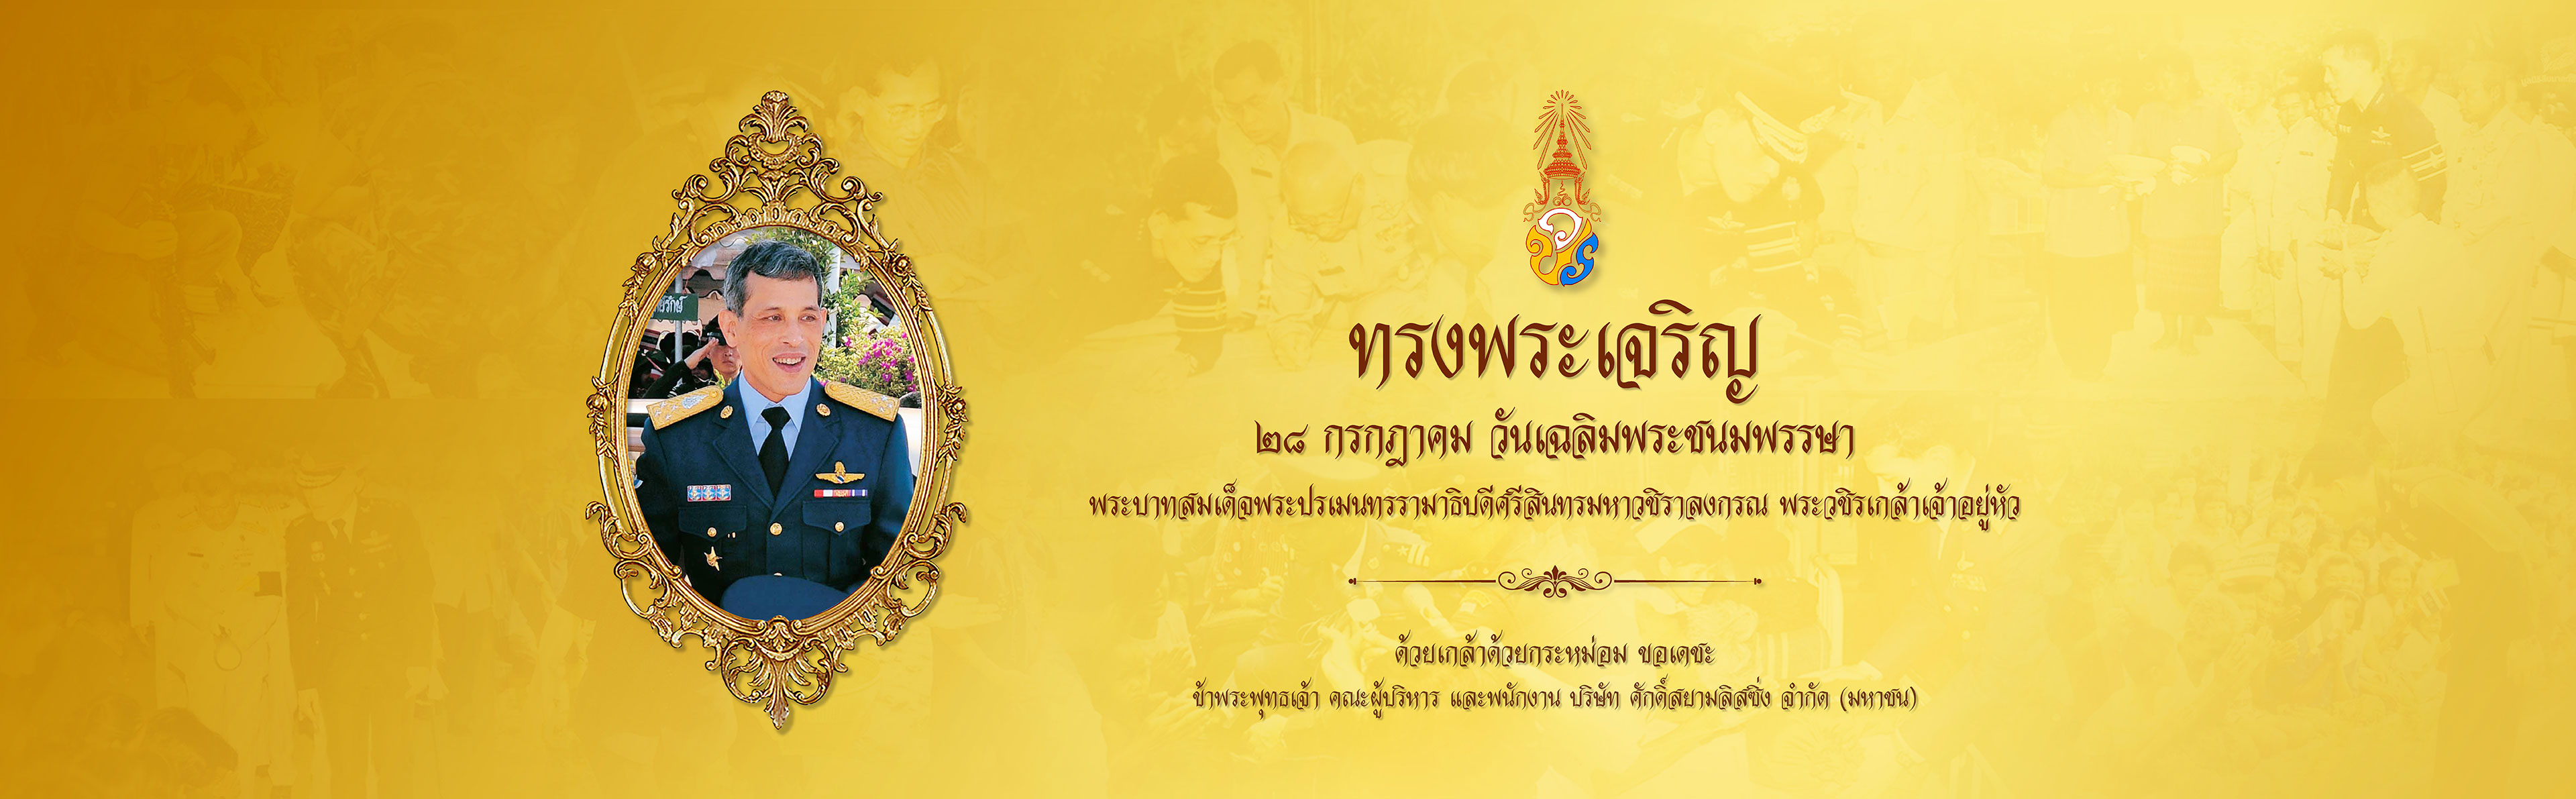 ทรงพระเจริญ
๒๘ กรกฎาคม วันเฉลิมพระชนมพรรษา
พระบาทสมเด็จพระปรเมนทรรามาธิบดีศรีสินทรมหาวชิราลงกรณ พระวชิรเกล้าเจ้าอยู่หัว
ด้วยเกล้าด้วยกระหม่อม ขอเดชะ
ข้าพระพุทธเจ้า คณะผู้บริหาร และพนักงาน บริษัท ศักดิ์สยามลิสซิ่ง จำกัด (มหาชน)